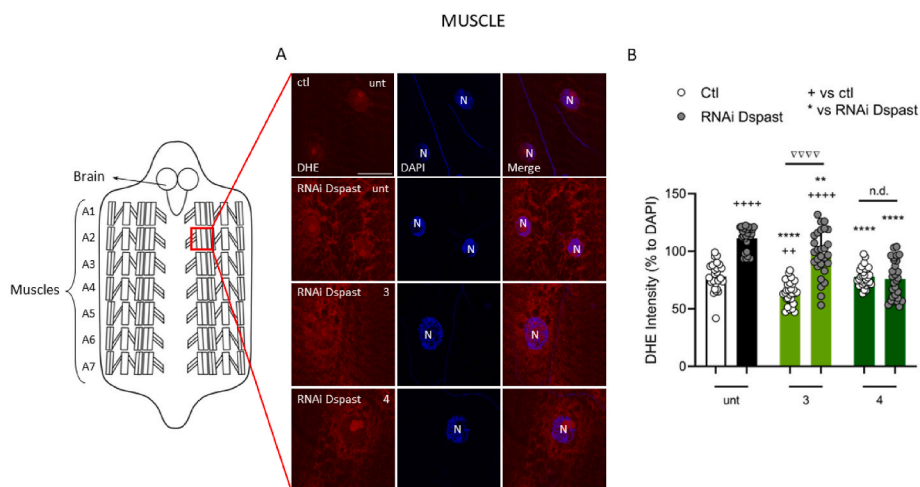 MUSCLE
A
ctl unt
N
N
DHE
N
N
DAPI
N
N
Merge
RNAi Dspast unt
N
N
N
N
RNAi Dspast 3
N
N
RNAi Dspast 4
N
N
Brain
A1
A2
A3
Muscles
A4
A5
A6
A7
B
Ctl
RNAi Dspast
+ vs ctl
* vs RNAi Dspast
DHE Intensity (% to DAPI)
150
100
50
0
++++
▽▽▽▽
****
++
**
++++
n.d.
****
****
unt
3
4